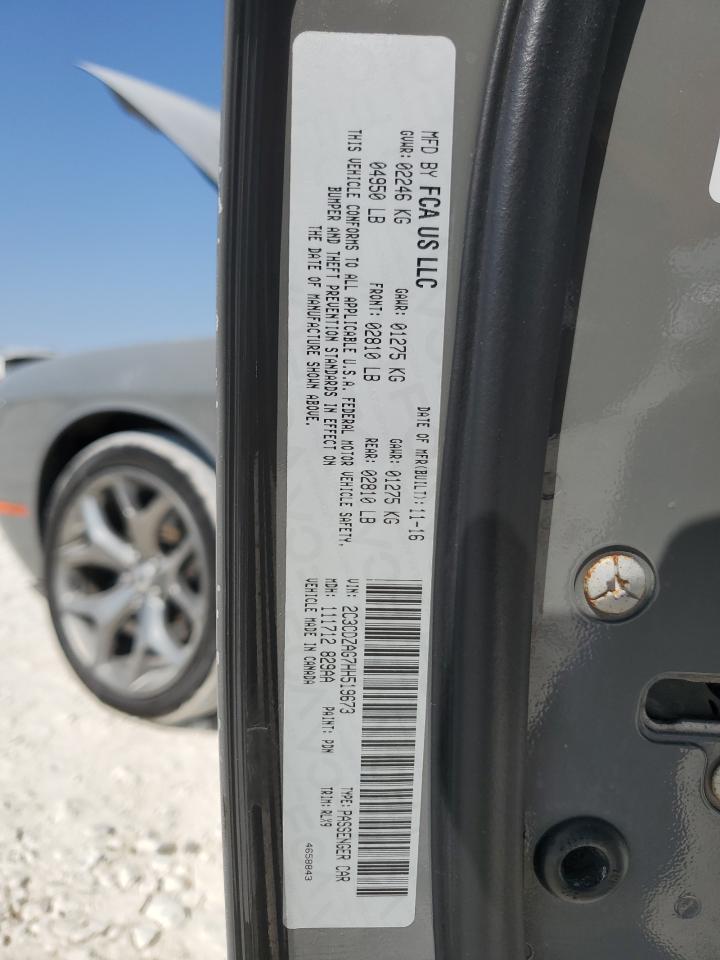 MFD BY FCA US LLC
DATE OF MFR(BUILT): 11-16
GVWR: 02246 KG
GAWR: 01275 KG
GAWR: 01275 KG
04950 LB
FRONT: 02810 LB
REAR: 02810 LB
THIS VEHICLE CONFORMS TO ALL APPLICABLE U.S.A. FEDERAL MOTOR VEHICLE SAFETY,
BUMPER AND THEFT PREVENTION STANDARDS IN EFFECT ON
THE DATE OF MANUFACTURE SHOWN ABOVE.
VIN: 2C3CDZAG7HH519673
TYPE: PASSENGER CAR
MDH: 111712 829AA
PAINT: PDN
TRIM: RLX9
VEHICLE MADE IN CANADA
4658843